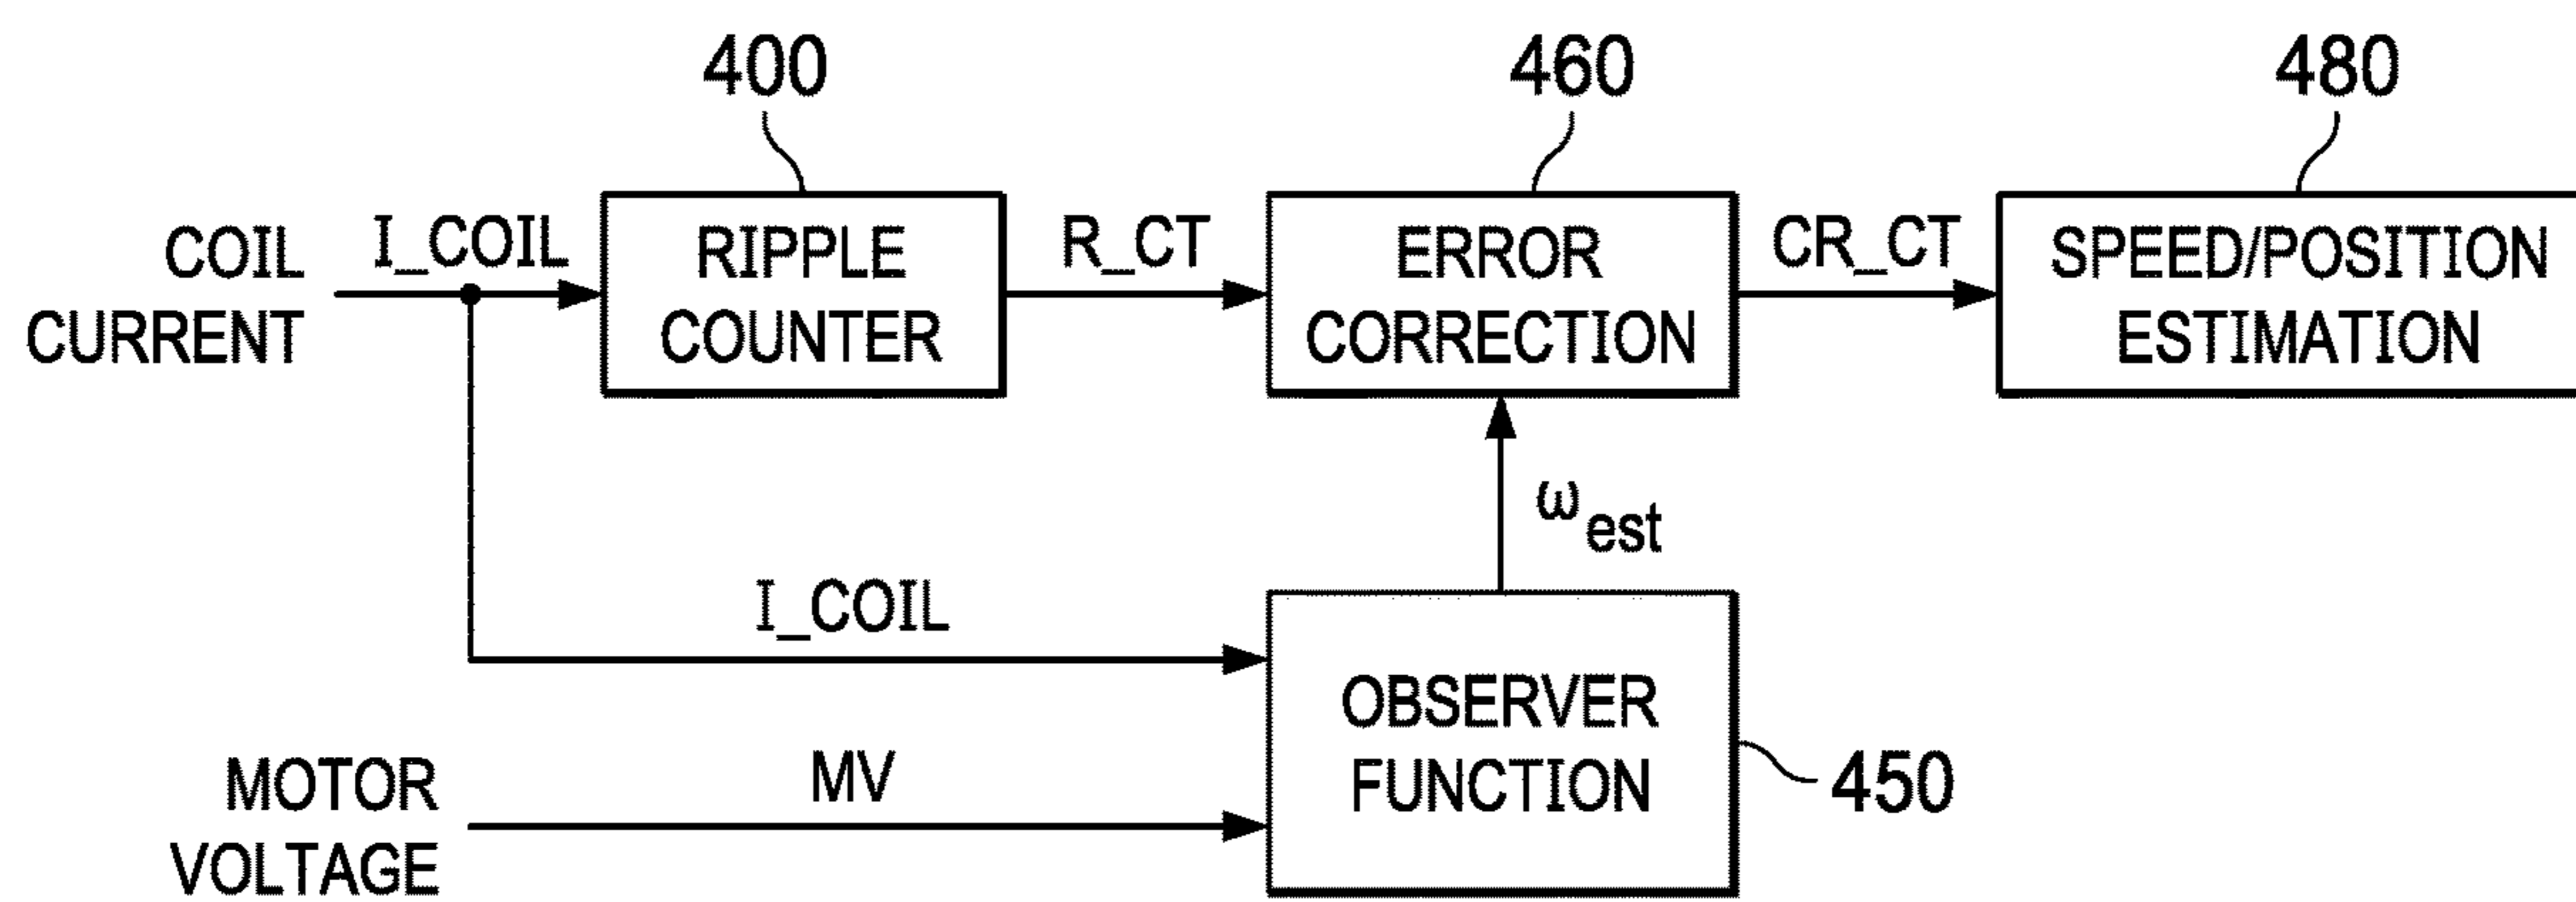 400
460
480
COIL
CURRENT
I_COIL
RIPPLE
COUNTER
R_CT
ERROR
CORRECTION
CR_CT
SPEED/POSITION
ESTIMATION
ωest
I_COIL
MOTOR
VOLTAGE
MV
OBSERVER
FUNCTION
450